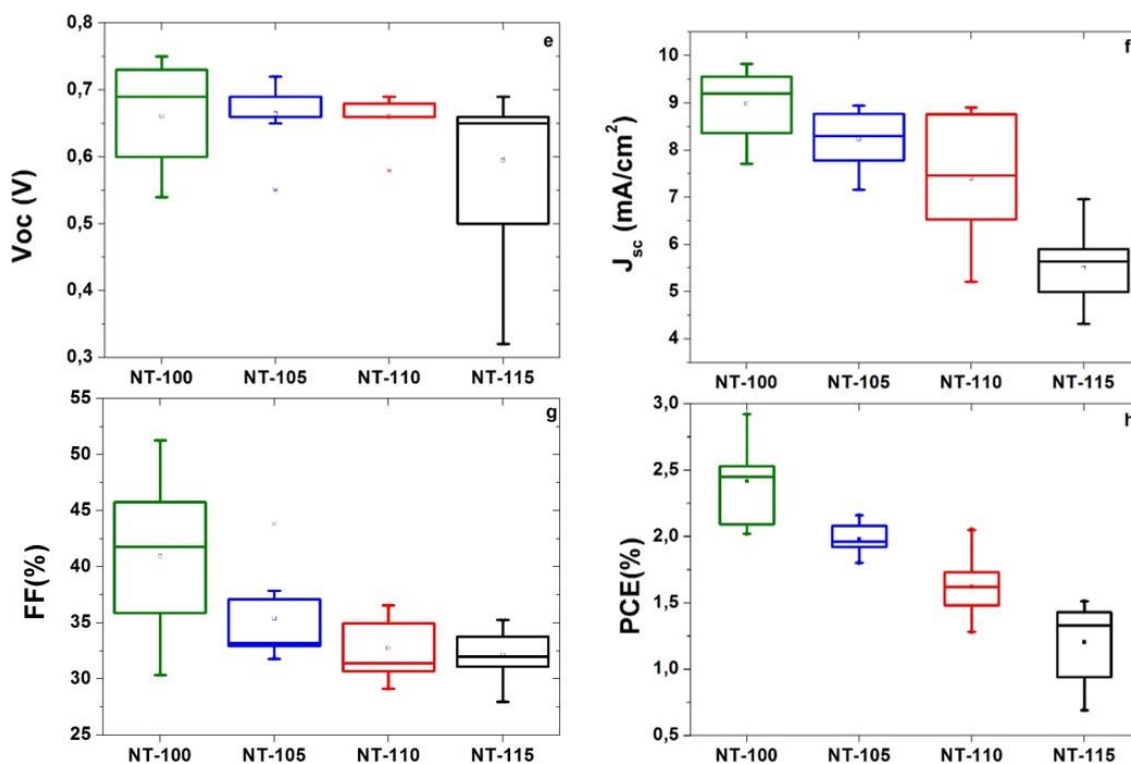 e
Voc (V)
0,8
0,7
0,6
0,5
0,4
0,3
NT-100 NT-105 NT-110 NT-115
f
Jsc (mA/cm²)
10
9
8
7
6
5
4
NT-100 NT-105 NT-110 NT-115
g
FF(%)
55
50
45
40
35
30
25
NT-100 NT-105 NT-110 NT-115
h
PCE(%)
3,0
2,5
2,0
1,5
1,0
0,5
NT-100 NT-105 NT-110 NT-115